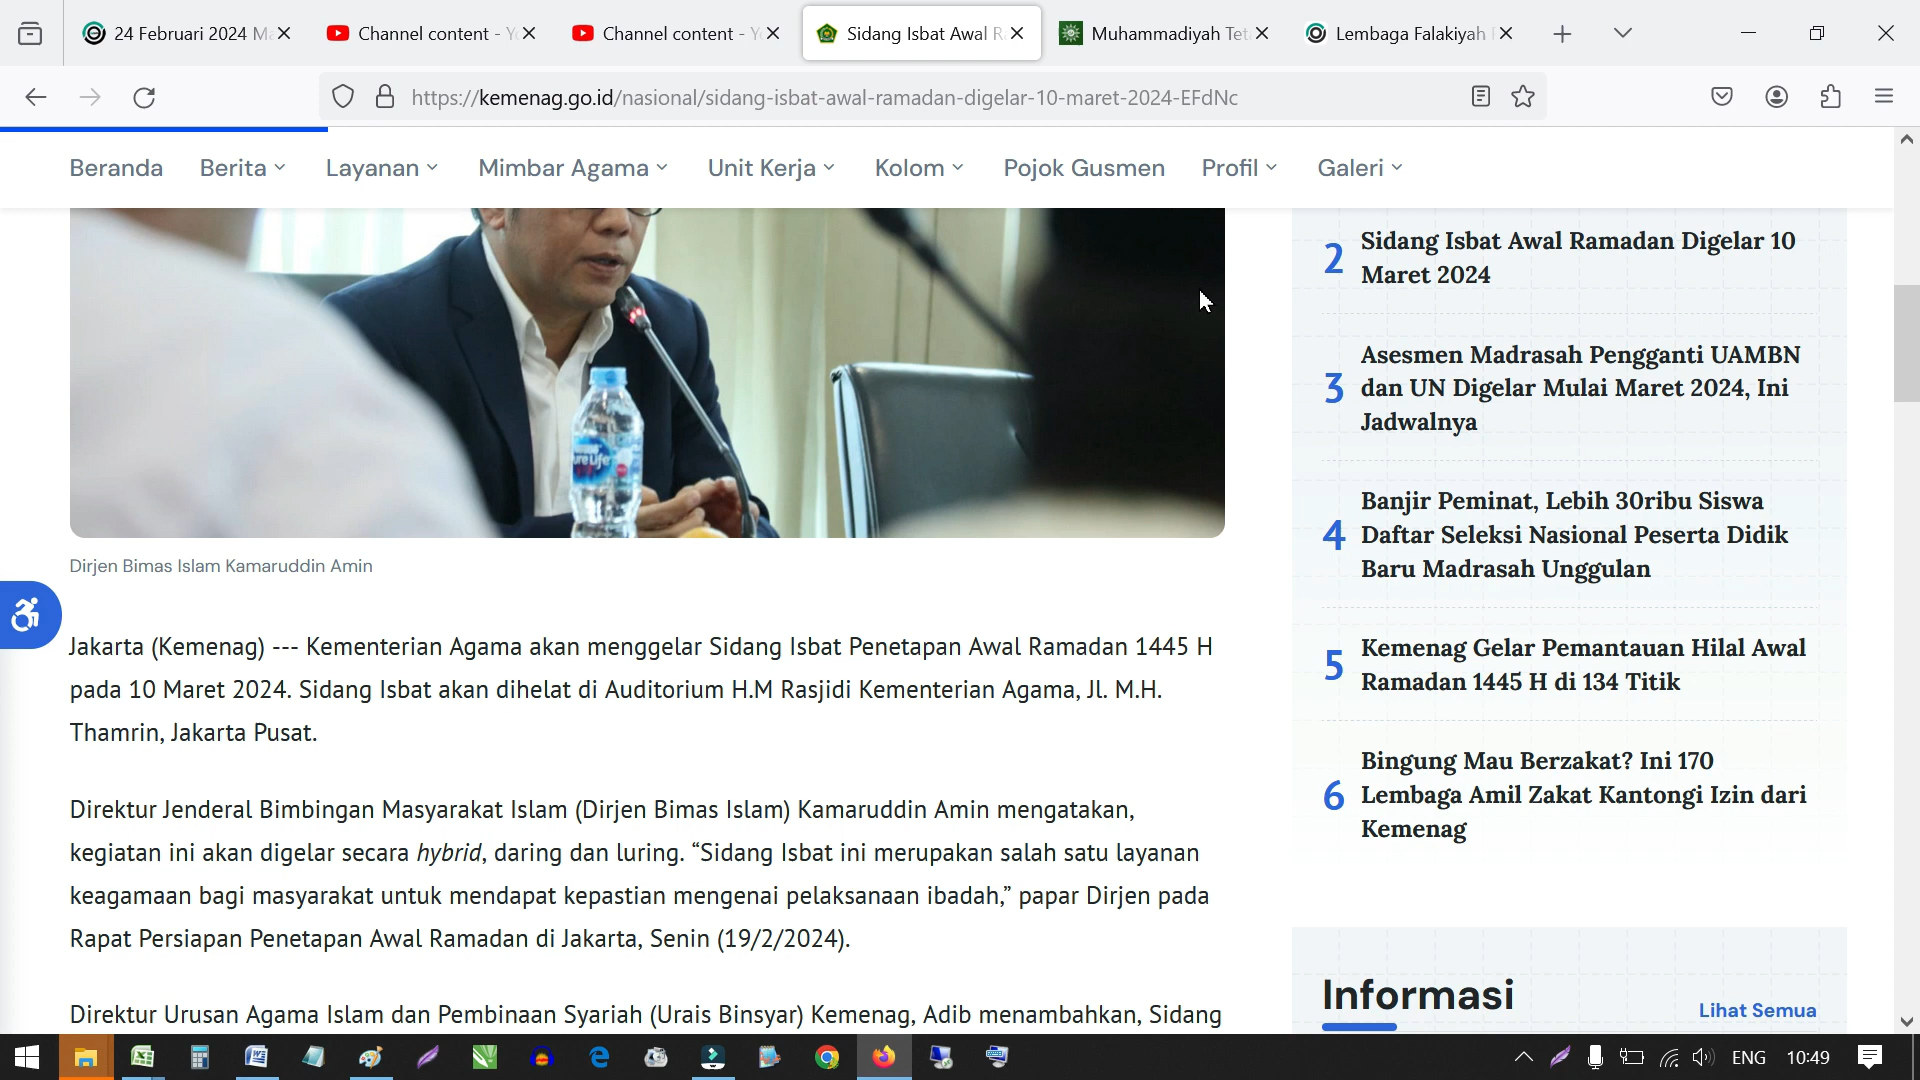 24 Februari 2024 M
Channel content - Y
Channel content - Y
Sidang Isbat Awal R
Muhammadiyah Tet
Lembaga Falakiyah
https://kemenag.go.id/nasional/sidang-isbat-awal-ramadan-digelar-10-maret-2024-EFdNc
Beranda Berita Layanan Mimbar Agama Unit Kerja Kolom Pojok Gusmen Profil Galeri
Dirjen Bimas Islam Kamaruddin Amin
Jakarta (Kemenag) --- Kementerian Agama akan menggelar Sidang Isbat Penetapan Awal Ramadan 1445 H
pada 10 Maret 2024. Sidang Isbat akan dihelat di Auditorium H.M Rasjidi Kementerian Agama, Jl. M.H.
Thamrin, Jakarta Pusat.
Direktur Jenderal Bimbingan Masyarakat Islam (Dirjen Bimas Islam) Kamaruddin Amin mengatakan,
kegiatan ini akan digelar secara hybrid, daring dan luring. “Sidang Isbat ini merupakan salah satu layanan
keagamaan bagi masyarakat untuk mendapat kepastian mengenai pelaksanaan ibadah,” papar Dirjen pada
Rapat Persiapan Penetapan Awal Ramadan di Jakarta, Senin (19/2/2024).
Direktur Urusan Agama Islam dan Pembinaan Syariah (Urais Binsyar) Kemenag, Adib menambahkan, Sidang
2 Sidang Isbat Awal Ramadan Digelar 10
Maret 2024
3 Asesmen Madrasah Pengganti UAMBN
dan UN Digelar Mulai Maret 2024, Ini
Jadwalnya
4 Banjir Peminat, Lebih 30ribu Siswa
Daftar Seleksi Nasional Peserta Didik
Baru Madrasah Unggulan
5 Kemenag Gelar Pemantauan Hilal Awal
Ramadan 1445 H di 134 Titik
6 Bingung Mau Berzakat? Ini 170
Lembaga Amil Zakat Kantongi Izin dari
Kemenag
Informasi
Lihat Semua
ENG 10:49